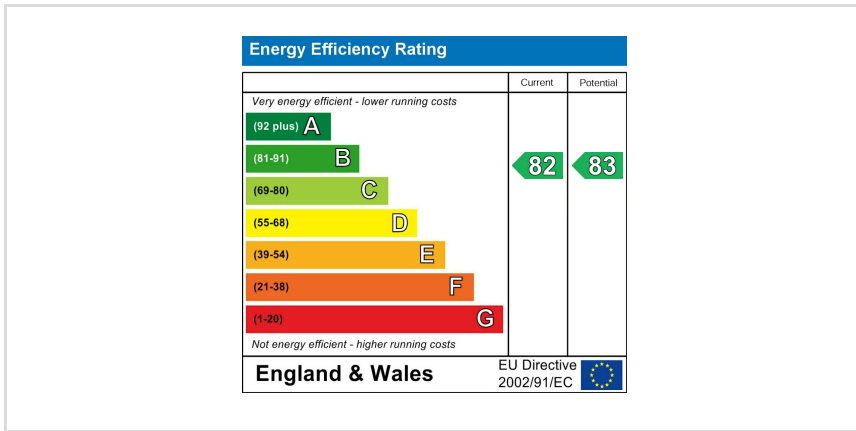 Energy Efficiency Rating
Current Potential
Very energy efficient - lower running costs
(92 plus) A
(81-91) B 82 83
(69-80) C
(55-68) D
(39-54) E
(21-38) F
(1-20) G
Not energy efficient - higher running costs
England & Wales EU Directive
2002/91/EC